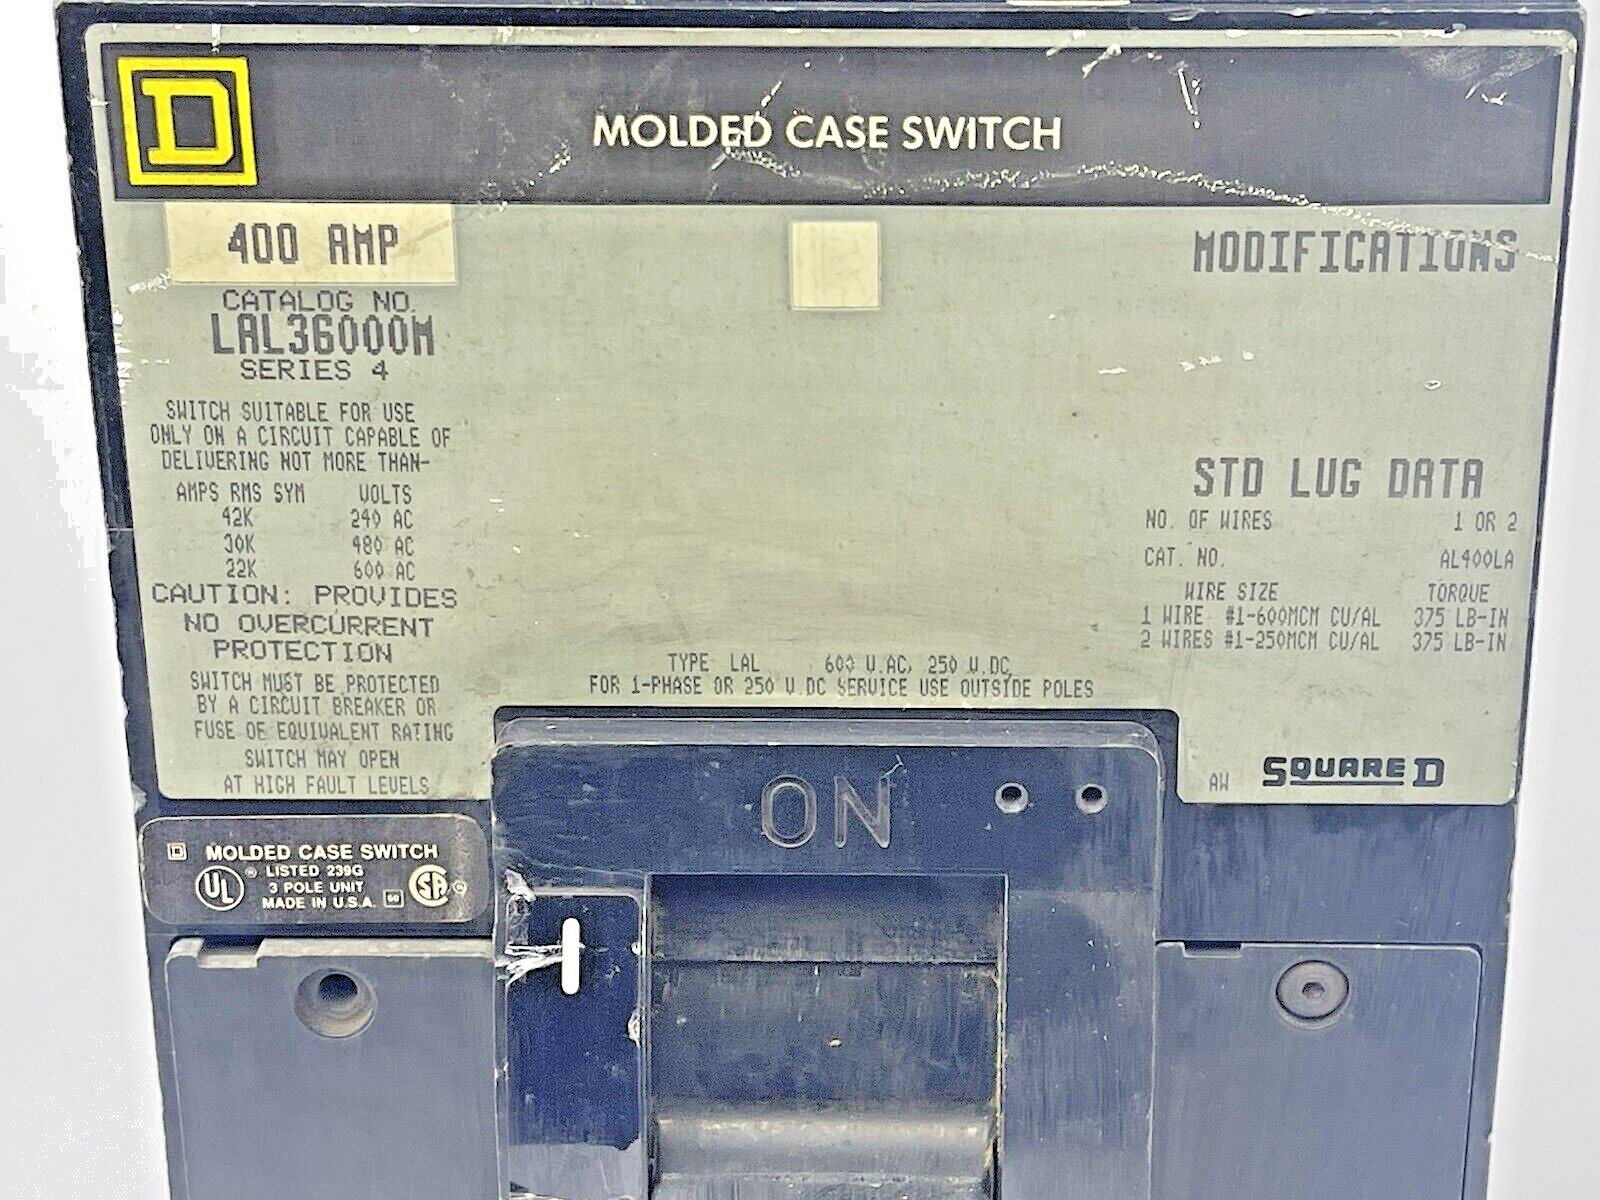 D
MOLDED CASE SWITCH
400 AMP
CATALOG NO.
LAL36000M
SERIES 4
SWITCH SUITABLE FOR USE
ONLY ON A CIRCUIT CAPABLE OF
DELIVERING NOT MORE THAN-
AMPS RMS SYM VOLTS
42K 240 AC
30K 480 AC
22K 600 AC
CAUTION: PROVIDES
NO OVERCURRENT
PROTECTION
SWITCH MUST BE PROTECTED
BY A CIRCUIT BREAKER OR
FUSE OF EQUIVALENT RATING
SWITCH MAY OPEN
AT HIGH FAULT LEVELS
MODIFICATIONS
STD LUG DATA
NO. OF WIRES 1 OR 2
CAT. NO. AL400LA
WIRE SIZE TORQUE
1 WIRE #1-600MCM CU/AL 375 LB-IN
2 WIRES #1-250MCM CU/AL 375 LB-IN
TYPE LAL 600 V.AC, 250 V.DC,
FOR 1-PHASE OR 250 V.DC SERVICE USE OUTSIDE POLES
AW SQUARE D
D MOLDED CASE SWITCH
UL ® LISTED 239G
3 POLE UNIT
MADE IN U.S.A. 60 SA ®
ON
I